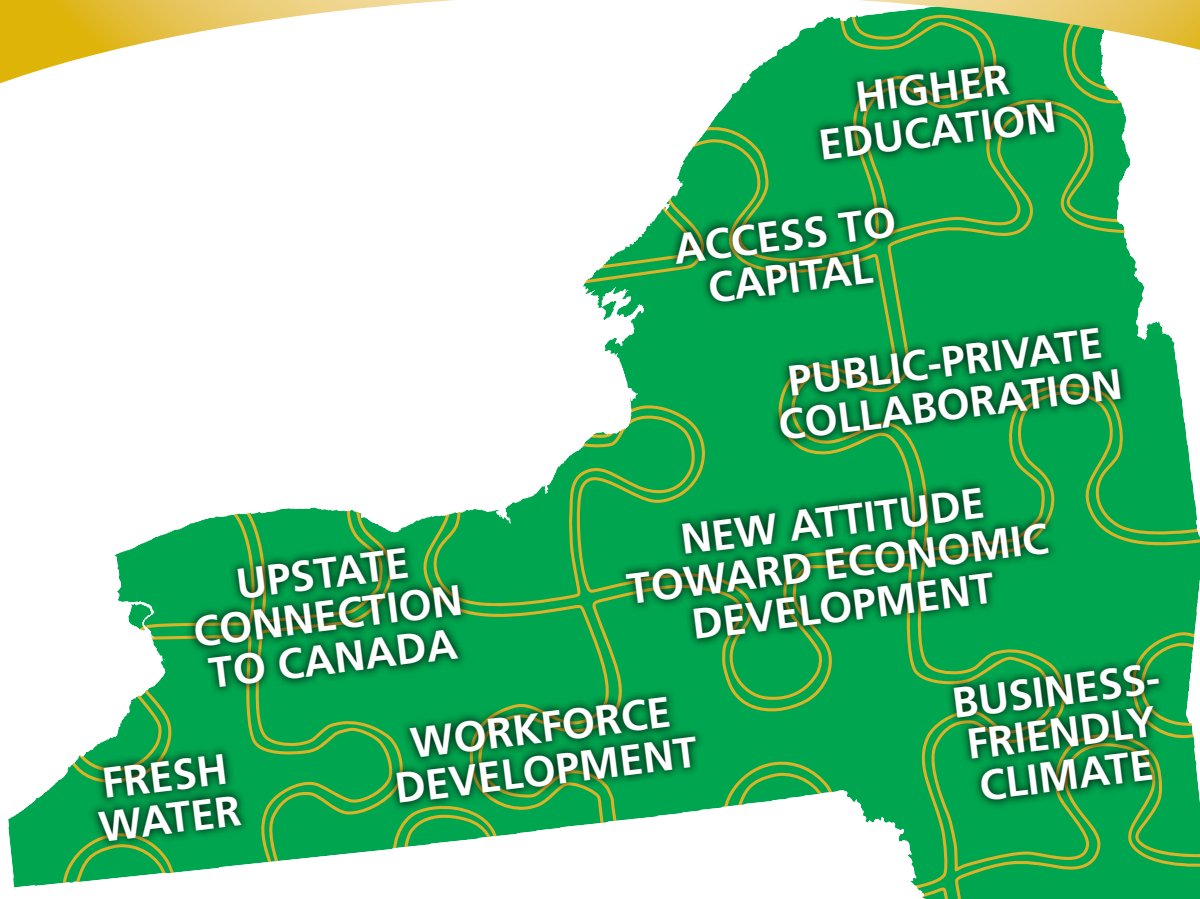 HIGHER
EDUCATION
ACCESS TO
CAPITAL
PUBLIC-PRIVATE
COLLABORATION
NEW ATTITUDE
TOWARD ECONOMIC
DEVELOPMENT
UPSTATE
CONNECTION
TO CANADA
BUSINESS-
FRIENDLY
CLIMATE
WORKFORCE
DEVELOPMENT
FRESH
WATER